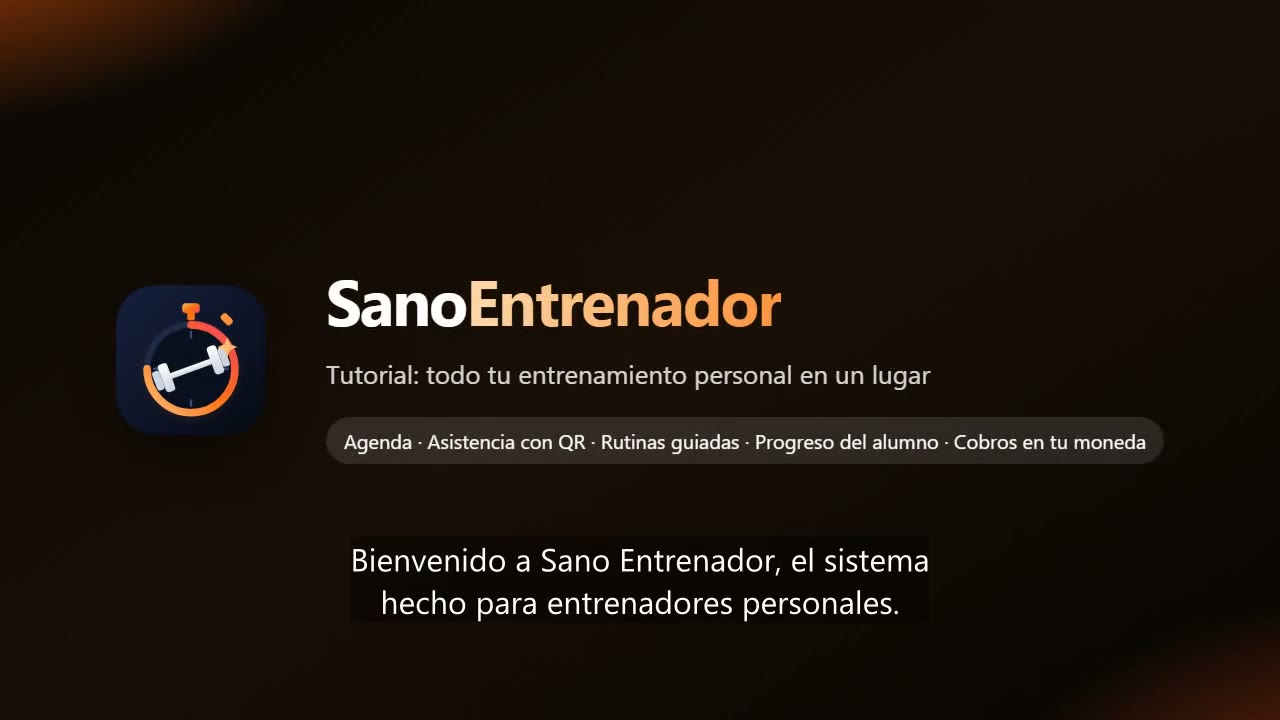 SanoEntrenador
Tutorial: todo tu entrenamiento personal en un lugar
Agenda · Asistencia con QR · Rutinas guiadas · Progreso del alumno · Cobros en tu moneda
Bienvenido a Sano Entrenador, el sistema
hecho para entrenadores personales.